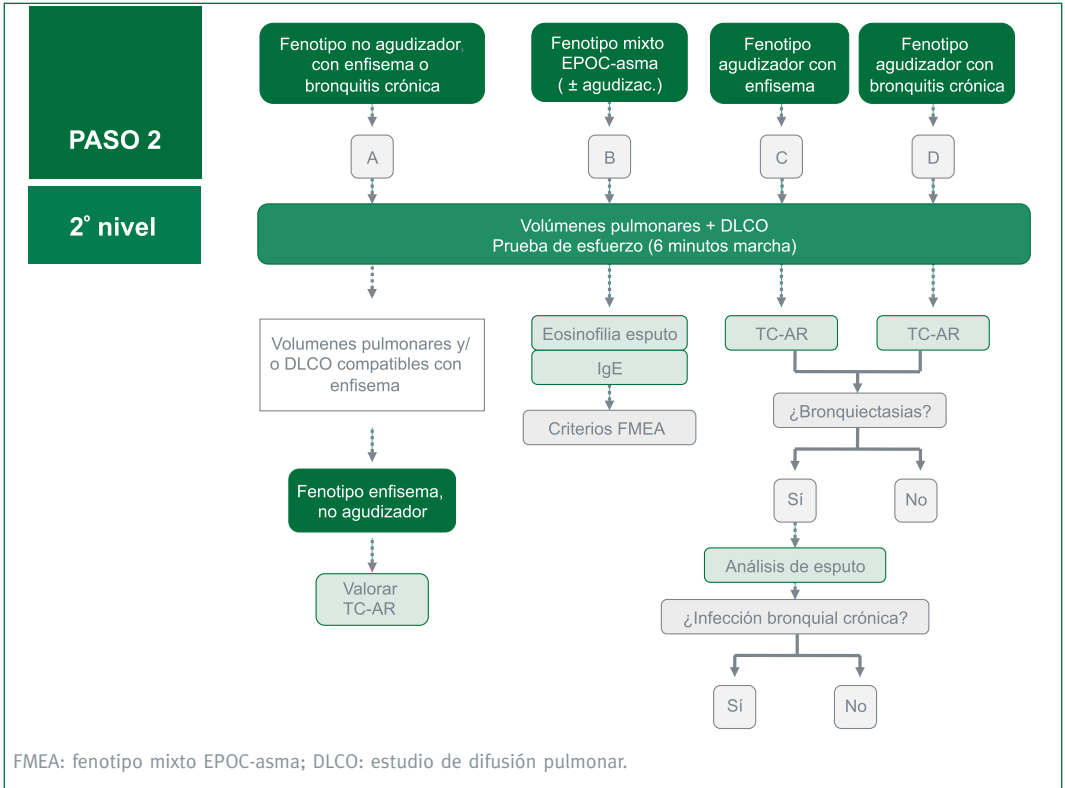 PASO 2
2º nivel
Fenotipo no agudizador,
con enfisema o
bronquitis crónica
Fenotipo mixto
EPOC-asma
( ± agudizac.)
Fenotipo
agudizador con
enfisema
Fenotipo
agudizador con
bronquitis crónica
A
B
C
D
Volúmenes pulmonares + DLCO
Prueba de esfuerzo (6 minutos marcha)
Volumenes pulmonares y/
o DLCO compatibles con
enfisema
Fenotipo enfisema,
no agudizador
Valorar
TC-AR
Eosinofilia esputo
IgE
Criterios FMEA
TC-AR
TC-AR
¿Bronquiectasias?
Sí
No
Análisis de esputo
¿Infección bronquial crónica?
Sí
No
FMEA: fenotipo mixto EPOC-asma; DLCO: estudio de difusión pulmonar.